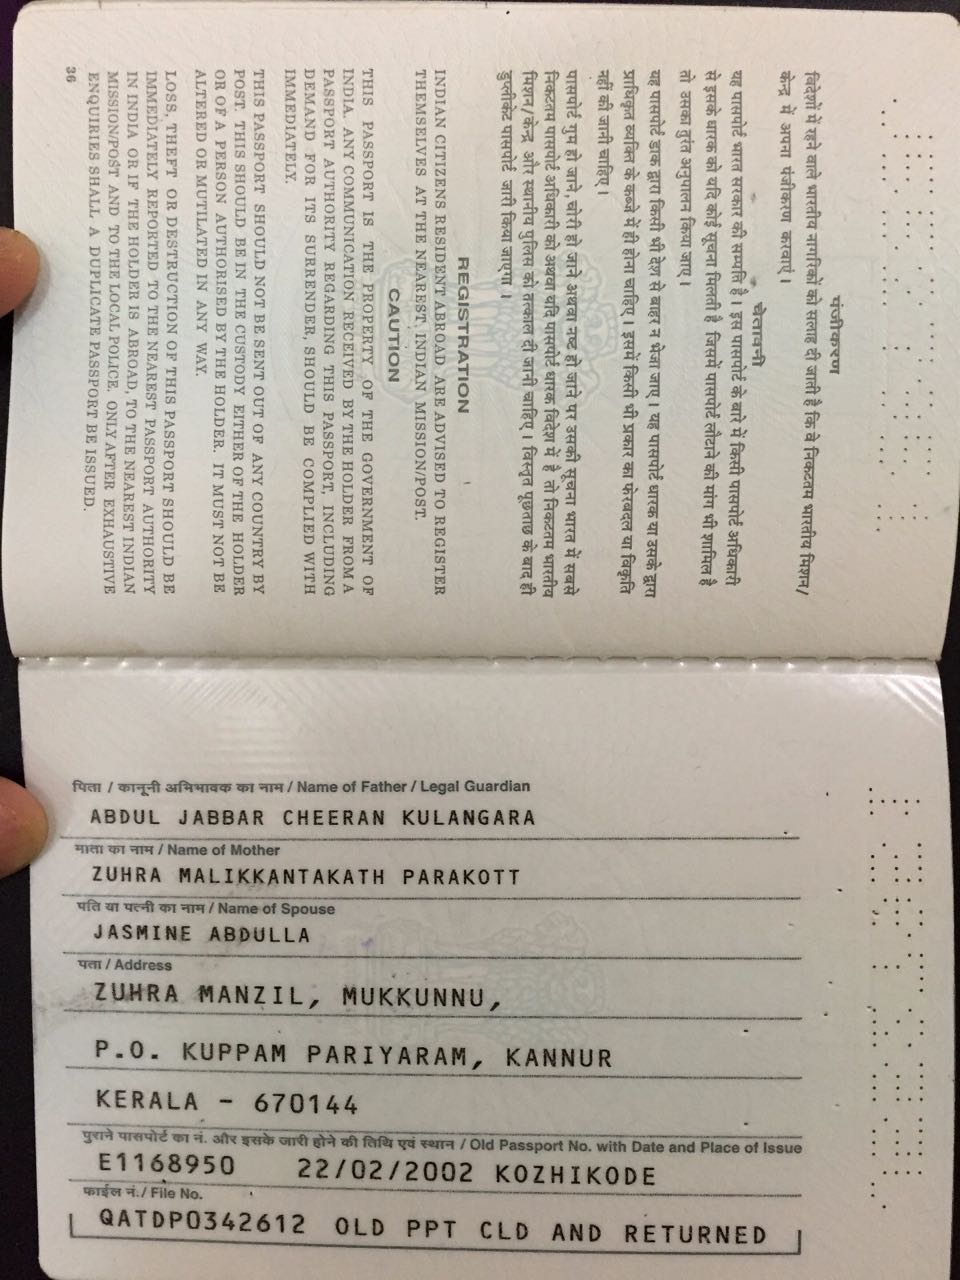 पंजीकरण
विदेशों में रहने वाले भारतीय नागरिकों को सलाह दी जाती है कि वे निकटतम भारतीय मिशन/
केन्द्र में अपना पंजीकरण करवाएं।
चेतावनी
यह पासपोर्ट भारत सरकार की सम्पत्ति है। इस पासपोर्ट के बारे में किसी पासपोर्ट अधिकारी
से इसके धारक को यदि कोई सूचना मिलती है जिसमें पासपोर्ट लौटाने की मांग भी शामिल है
तो उसका तुरंत अनुपालन किया जाए।
यह पासपोर्ट डाक द्वारा किसी भी देश से बाहर न भेजा जाए। यह पासपोर्ट धारक या उसके द्वारा
प्राधिकृत व्यक्ति के कब्जे में ही होना चाहिए। इसमें किसी भी प्रकार का फेरबदल या विकृति
नहीं की जानी चाहिए।
पासपोर्ट गुम हो जाने, चोरी हो जाने अथवा नष्ट हो जाने पर उसकी सूचना भारत में सबसे
निकटतम पासपोर्ट अधिकारी को अथवा यदि पासपोर्ट धारक विदेश में है तो निकटतम भारतीय
मिशन/केन्द्र और स्थानीय पुलिस को तत्काल दी जानी चाहिए। विस्तृत पूछताछ के बाद ही
डुप्लीकेट पासपोर्ट जारी किया जाएगा।
REGISTRATION
INDIAN CITIZENS RESIDENT ABROAD ARE ADVISED TO REGISTER
THEMSELVES AT THE NEAREST INDIAN MISSION/POST.
CAUTION
THIS PASSPORT IS THE PROPERTY OF THE GOVERNMENT OF
INDIA. ANY COMMUNICATION RECEIVED BY THE HOLDER FROM A
PASSPORT AUTHORITY REGARDING THIS PASSPORT, INCLUDING
DEMAND FOR ITS SURRENDER, SHOULD BE COMPLIED WITH
IMMEDIATELY.
THIS PASSPORT SHOULD NOT BE SENT OUT OF ANY COUNTRY BY
POST. THIS SHOULD BE IN THE CUSTODY EITHER OF THE HOLDER
OR OF A PERSON AUTHORISED BY THE HOLDER. IT MUST NOT BE
ALTERED OR MUTILATED IN ANY WAY.
LOSS, THEFT OR DESTRUCTION OF THIS PASSPORT SHOULD BE
IMMEDIATELY REPORTED TO THE NEAREST PASSPORT AUTHORITY
IN INDIA OR IF THE HOLDER IS ABROAD, TO THE NEAREST INDIAN
MISSION/POST AND TO THE LOCAL POLICE. ONLY AFTER EXHAUSTIVE
ENQUIRIES SHALL A DUPLICATE PASSPORT BE ISSUED.
36
पिता / कानूनी अभिभावक का नाम / Name of Father / Legal Guardian
ABDUL JABBAR CHEERAN KULANGARA
माता का नाम / Name of Mother
ZUHRA MALIKKANTAKATH PARAKOTT
पति या पत्नी का नाम / Name of Spouse
JASMINE ABDULLA
पता / Address
ZUHRA MANZIL, MUKKUNNU,
P.O. KUPPAM PARIYARAM, KANNUR
KERALA - 670144
पुराने पासपोर्ट का नं. और इसके जारी होने की तिथि एवं स्थान / Old Passport No. with Date and Place of Issue
E1168950 22/02/2002 KOZHIKODE
फाईल नं./ File No.
QATDP0342612 OLD PPT CLD AND RETURNED